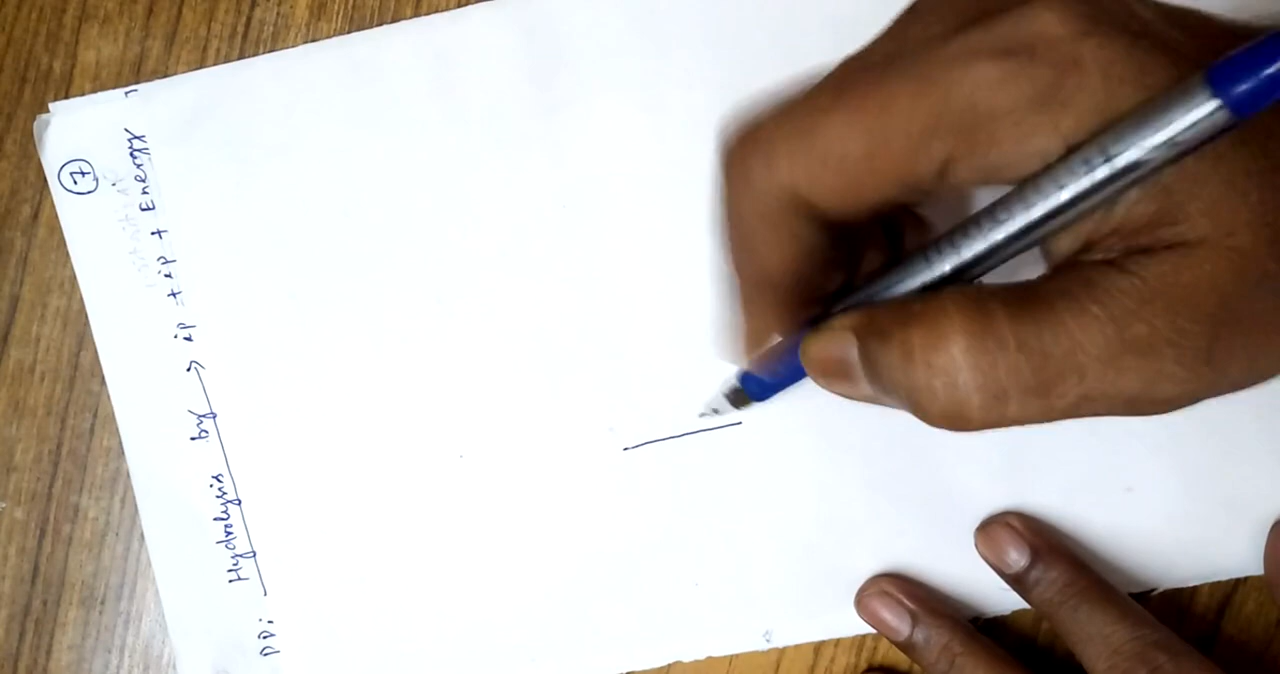 7
PPi Hydrolysis by → iP + iP + Energy